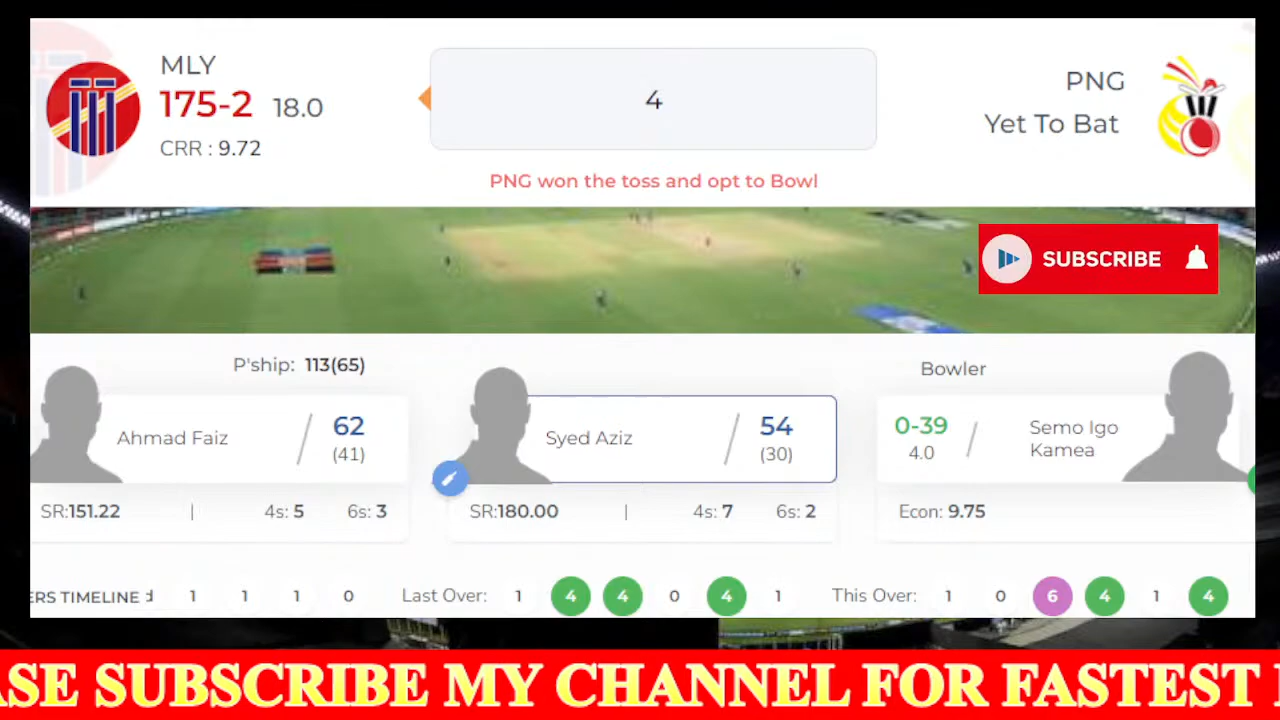 MLY
175-2 18.0
CRR : 9.72
4
PNG won the toss and opt to Bowl
PNG
Yet To Bat
SUBSCRIBE
P'ship: 113(65)
Ahmad Faiz / 62
(41)
SR:151.22 | 4s: 5 6s: 3
Syed Aziz / 54
(30)
SR:180.00 | 4s: 7 6s: 2
Bowler
0-39 / Semo Igo
4.0 Kamea
Econ: 9.75
ERS TIMELINE 1 1 1 0 Last Over: 1 4 4 0 4 1 This Over: 1 0 6 4 1 4
ASE SUBSCRIBE MY CHANNEL FOR FASTEST